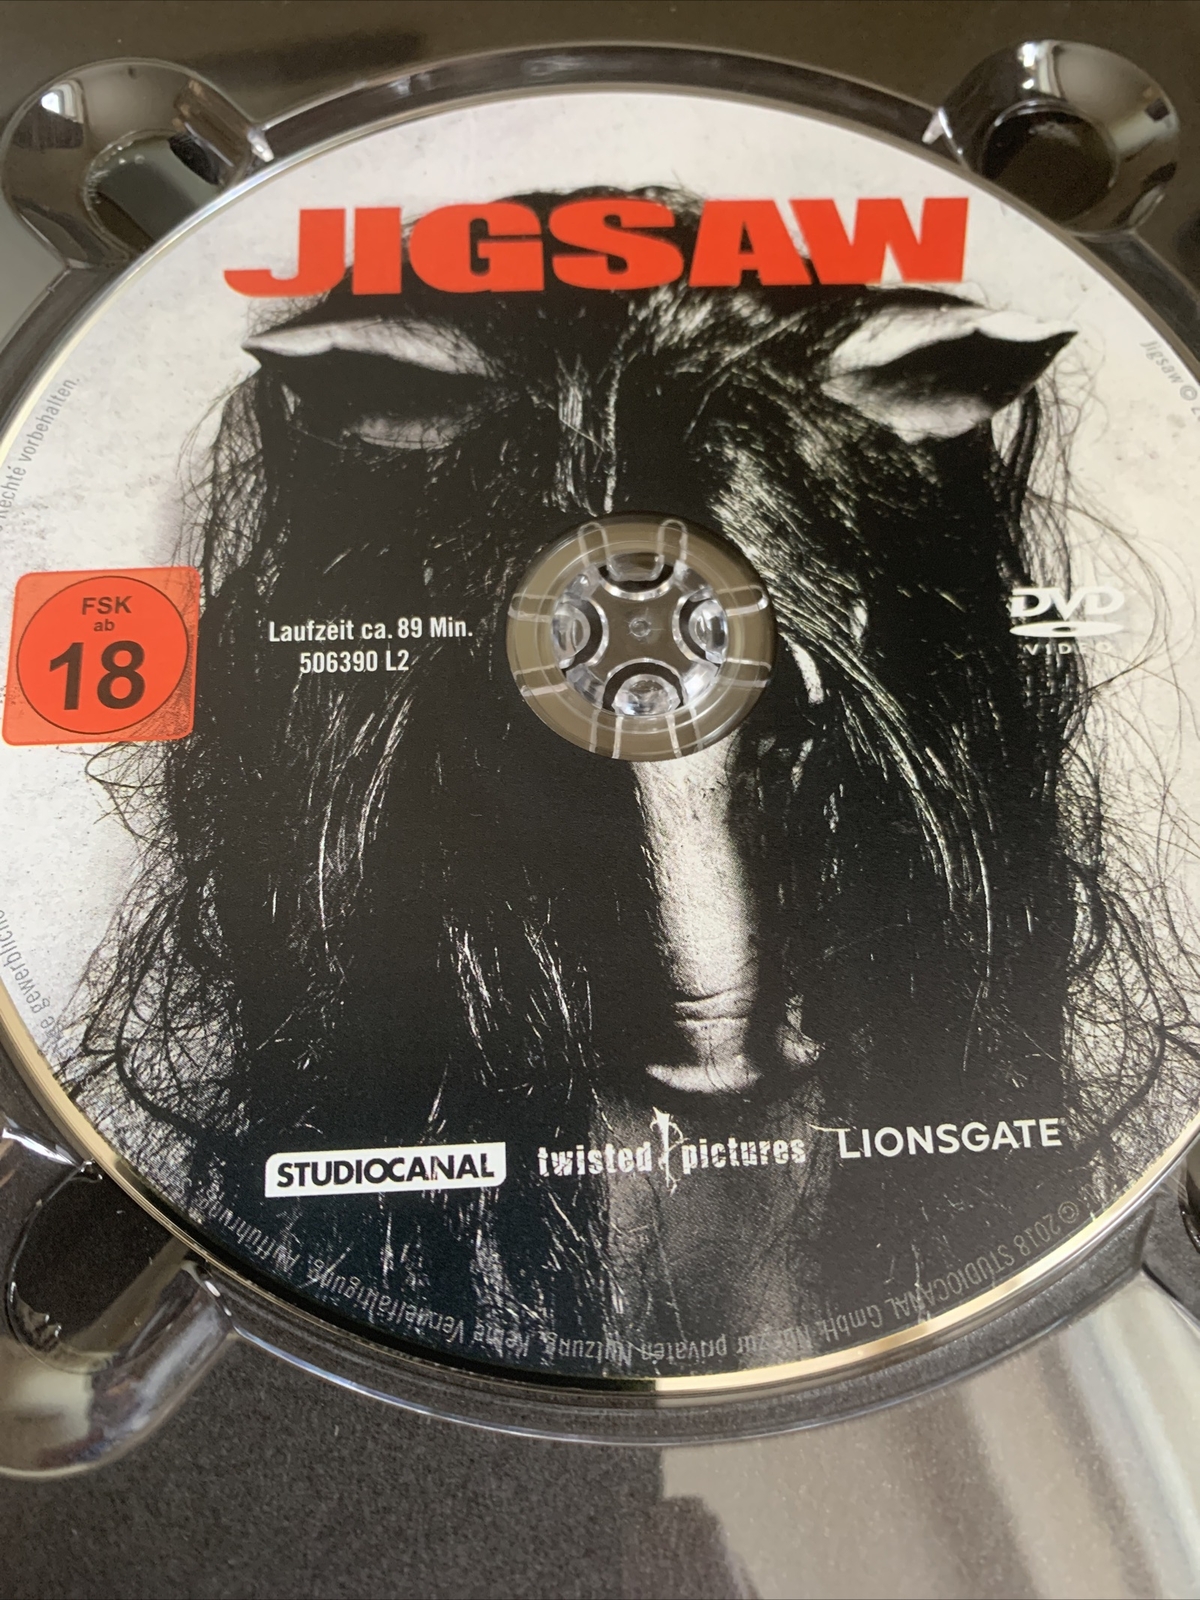 JIGSAW
Jigsaw ©
FSK
ab
18
Laufzeit ca. 89 Min.
506390 L2
DVD
VIDEO
STUDIOCANAL
twisted pictures
LIONSGATE
© 2018 STUDIOCANAL GmbH. Nur zur privaten Nutzung. Keine Vervielfältigung, Aufführung,
gewerbliche
vorbehalten.